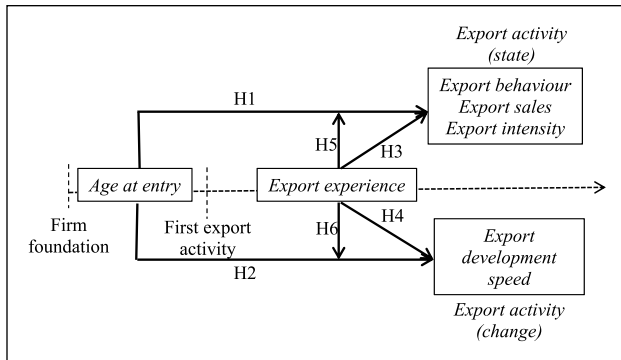 Export activity
(state)
Export behaviour
Export sales
Export intensity
H1
H5
H3
Age at entry
Export experience
Firm
foundation
First export
activity
H6
H4
H2
Export
development
speed
Export activity
(change)